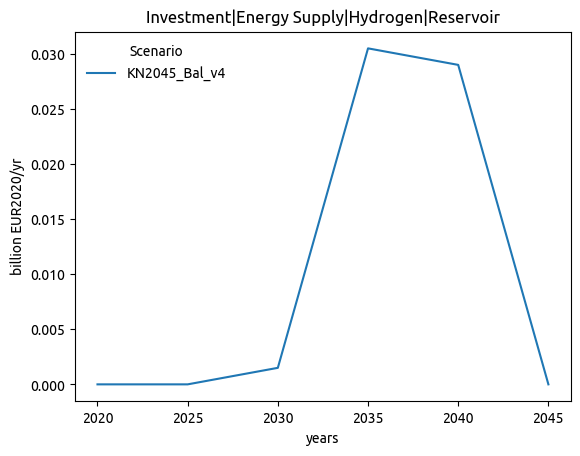 Investment|Energy Supply|Hydrogen|Reservoir
Scenario
KN2045_Bal_v4
billion EUR2020/yr
0.030
0.025
0.020
0.015
0.010
0.005
0.000
2020 2025 2030 2035 2040 2045
years